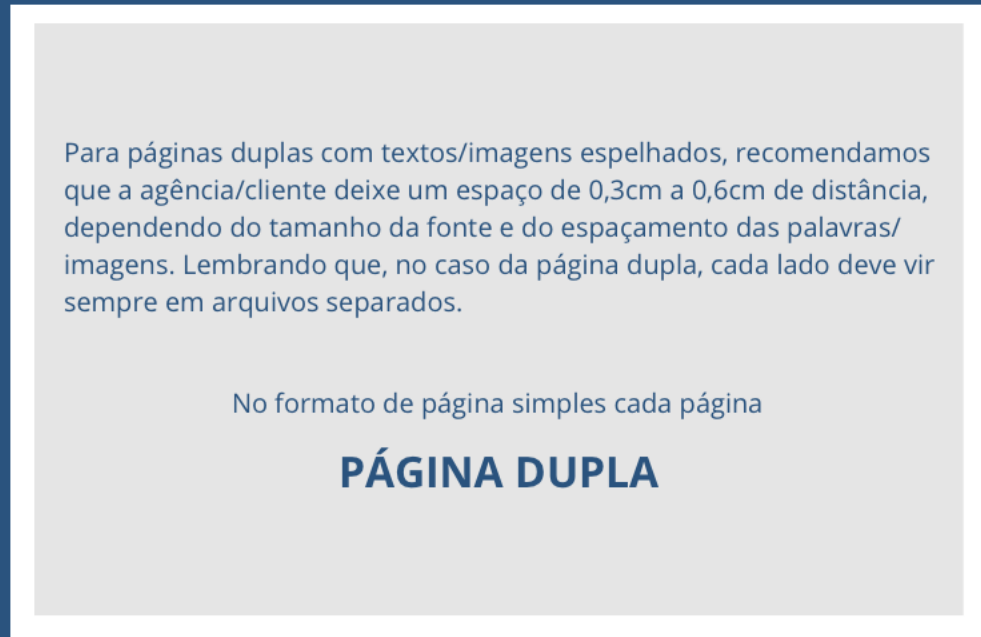 Para páginas duplas com textos/imagens espelhados, recomendamos
que a agência/cliente deixe um espaço de 0,3cm a 0,6cm de distância,
dependendo do tamanho da fonte e do espaçamento das palavras/
imagens. Lembrando que, no caso da página dupla, cada lado deve vir
sempre em arquivos separados.
No formato de página simples cada página
PÁGINA DUPLA